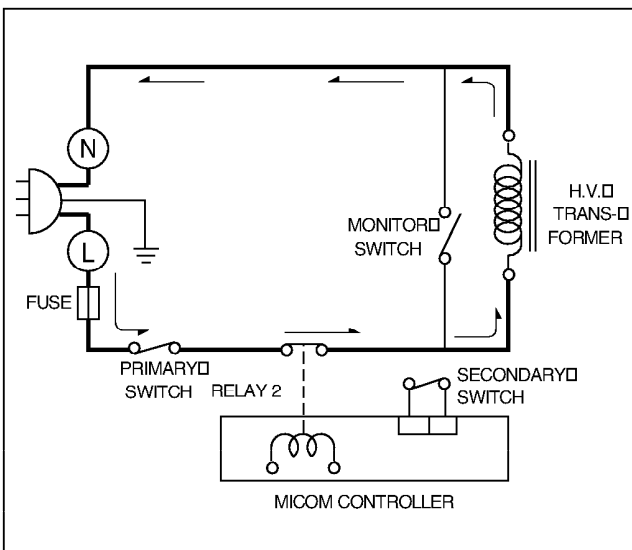 N
H.V.□
TRANS-□
FORMER
MONITOR□
SWITCH
L
FUSE
PRIMARY□
SWITCH
RELAY 2
SECONDARY□
SWITCH
MICOM CONTROLLER